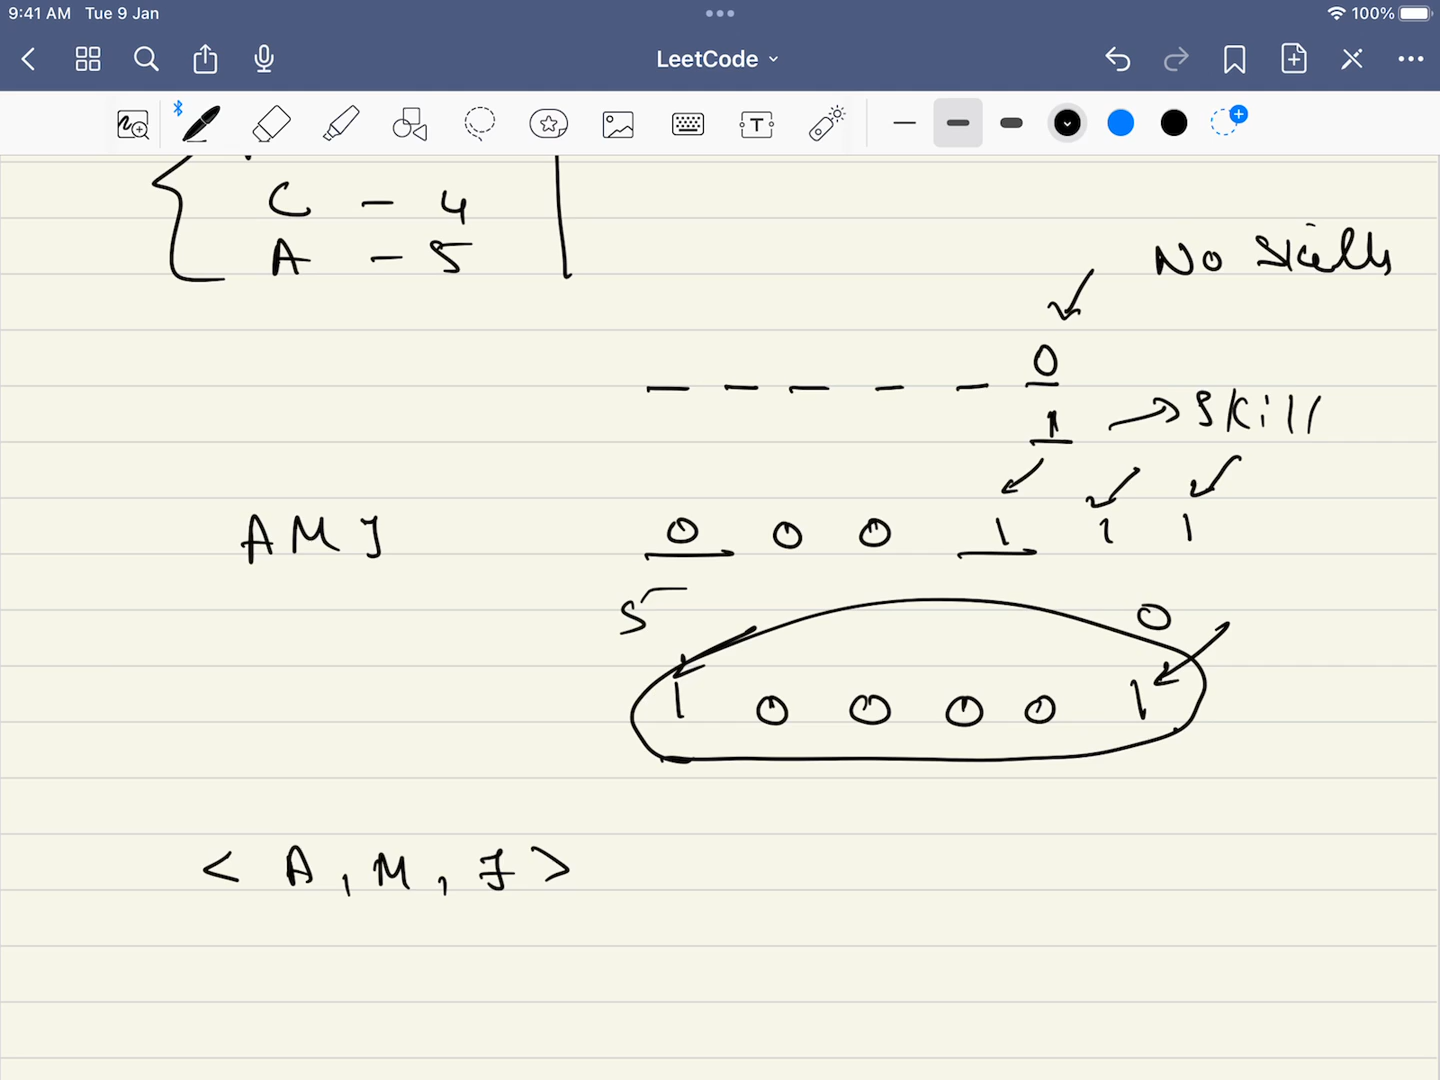 9:41 AM Tue 9 Jan
100%
LeetCode
T
C - 4
A - 5
No Skills
0
1 → Skill
A M J 0 0 0 1 1 1
5 0
1 0 0 0 0 1
< A , M , J >